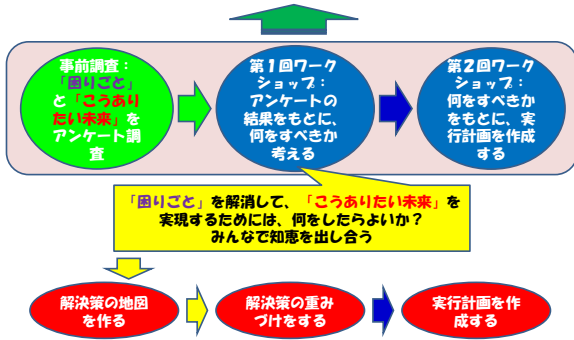 事前調査：
「困りごと」
と「こうあり
たい未来」を
アンケート調
査
第１回ワーク
ショップ：
アンケートの
結果をもとに、
何をすべきか
考える
第２回ワーク
ショップ：
何をすべきか
をもとに、実
行計画を作成
する
「困りごと」を解消して、「こうありたい未来」を
実現するためには、何をしたらよいか？
みんなで知恵を出し合う
解決策の地図
を作る
解決策の重み
づけをする
実行計画を作
成する